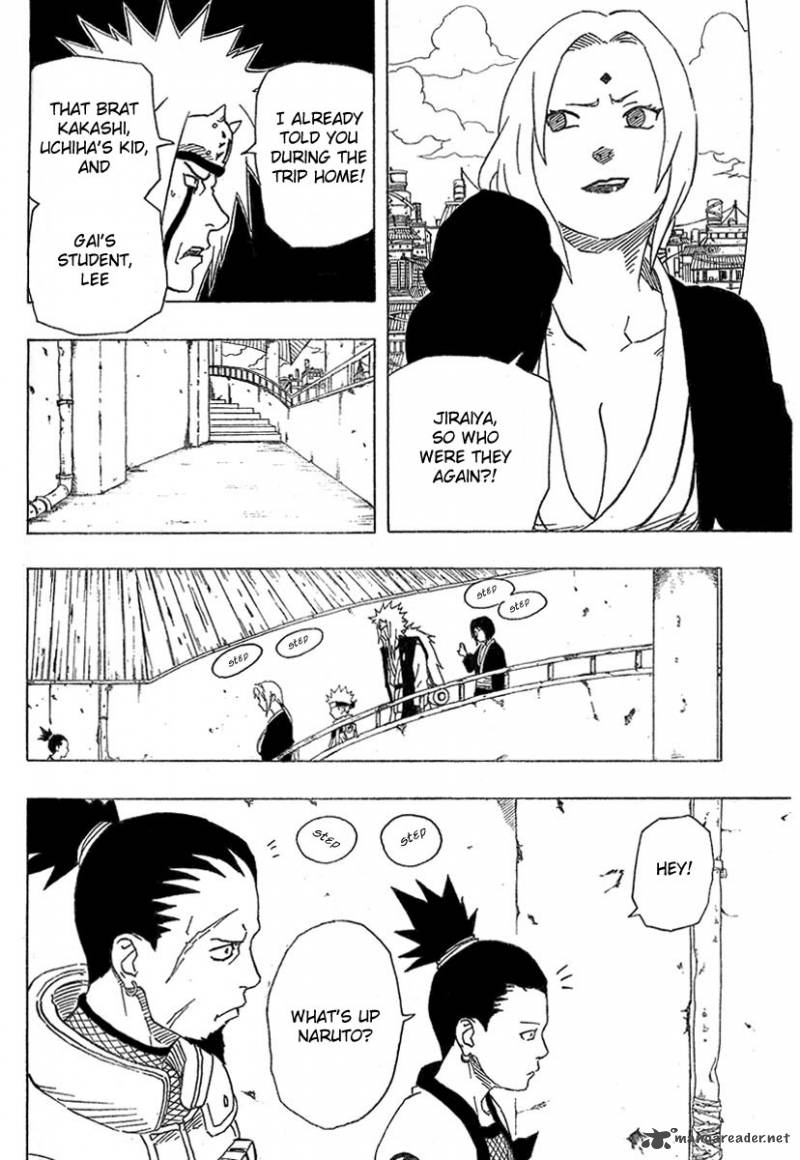 JIRAIYA,
SO WHO
WERE THEY
AGAIN?!
I ALREADY
TOLD YOU
DURING THE
TRIP HOME!
THAT BRAT
KAKASHI,
UCHIHA'S KID,
AND
GAI'S
STUDENT,
LEE
step
step
step
step
HEY!
step
step
WHAT'S UP
NARUTO?
mangareader.net